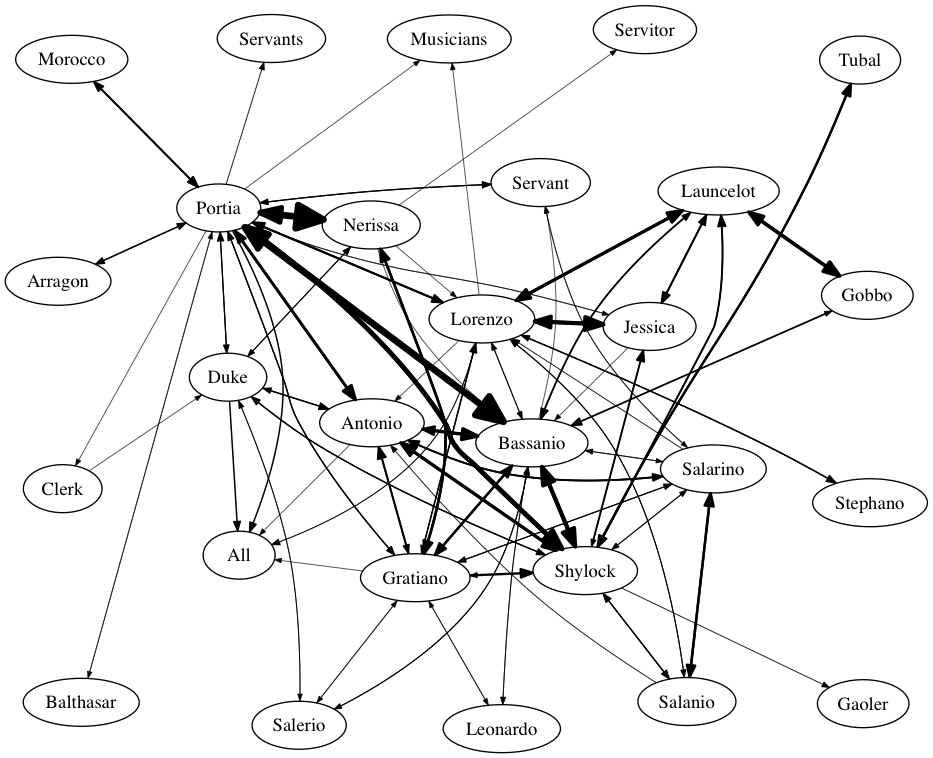 Servants
Musicians
Servitor
Morocco
Tubal
Servant
Launcelot
Portia
Nerissa
Arragon
Gobbo
Lorenzo
Jessica
Duke
Antonio
Bassanio
Salarino
Clerk
Stephano
All
Gratiano
Shylock
Balthasar
Salanio
Gaoler
Salerio
Leonardo